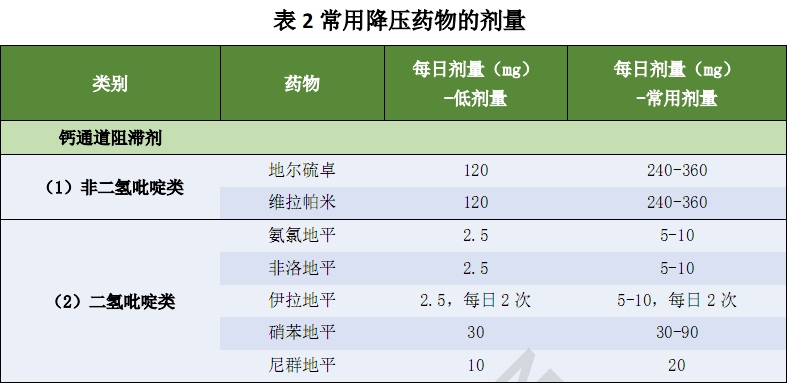 表 2 常用降压药物的剂量
类别 药物 每日剂量（mg）-低剂量 每日剂量（mg）-常用剂量
钙通道阻滞剂
（1）非二氢吡啶类 地尔硫卓 120 240-360
维拉帕米 120 240-360
（2）二氢吡啶类 氨氯地平 2.5 5-10
非洛地平 2.5 5-10
伊拉地平 2.5，每日 2 次 5-10，每日 2 次
硝苯地平 30 30-90
尼群地平 10 20